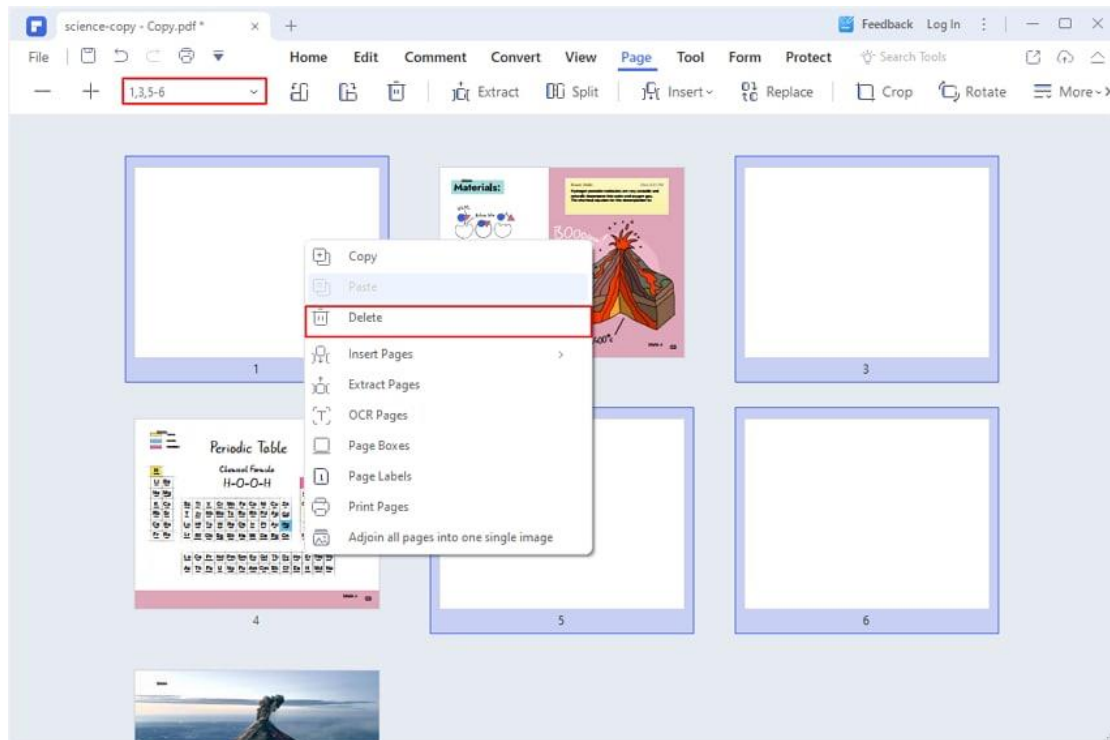 science-copy - Copy.pdf * × + Feedback Log In
File Home Edit Comment Convert View Page Tool Form Protect Search Tools
1,3,5-6 Extract Split Insert Replace Crop Rotate More
Materials:
Copy
Paste
Delete
Insert Pages
Extract Pages
OCR Pages
Page Boxes
Page Labels
Print Pages
Adjoin all pages into one single image
1
3
Periodic Table
Chemical Formula
H-O-O-H
4
5
6